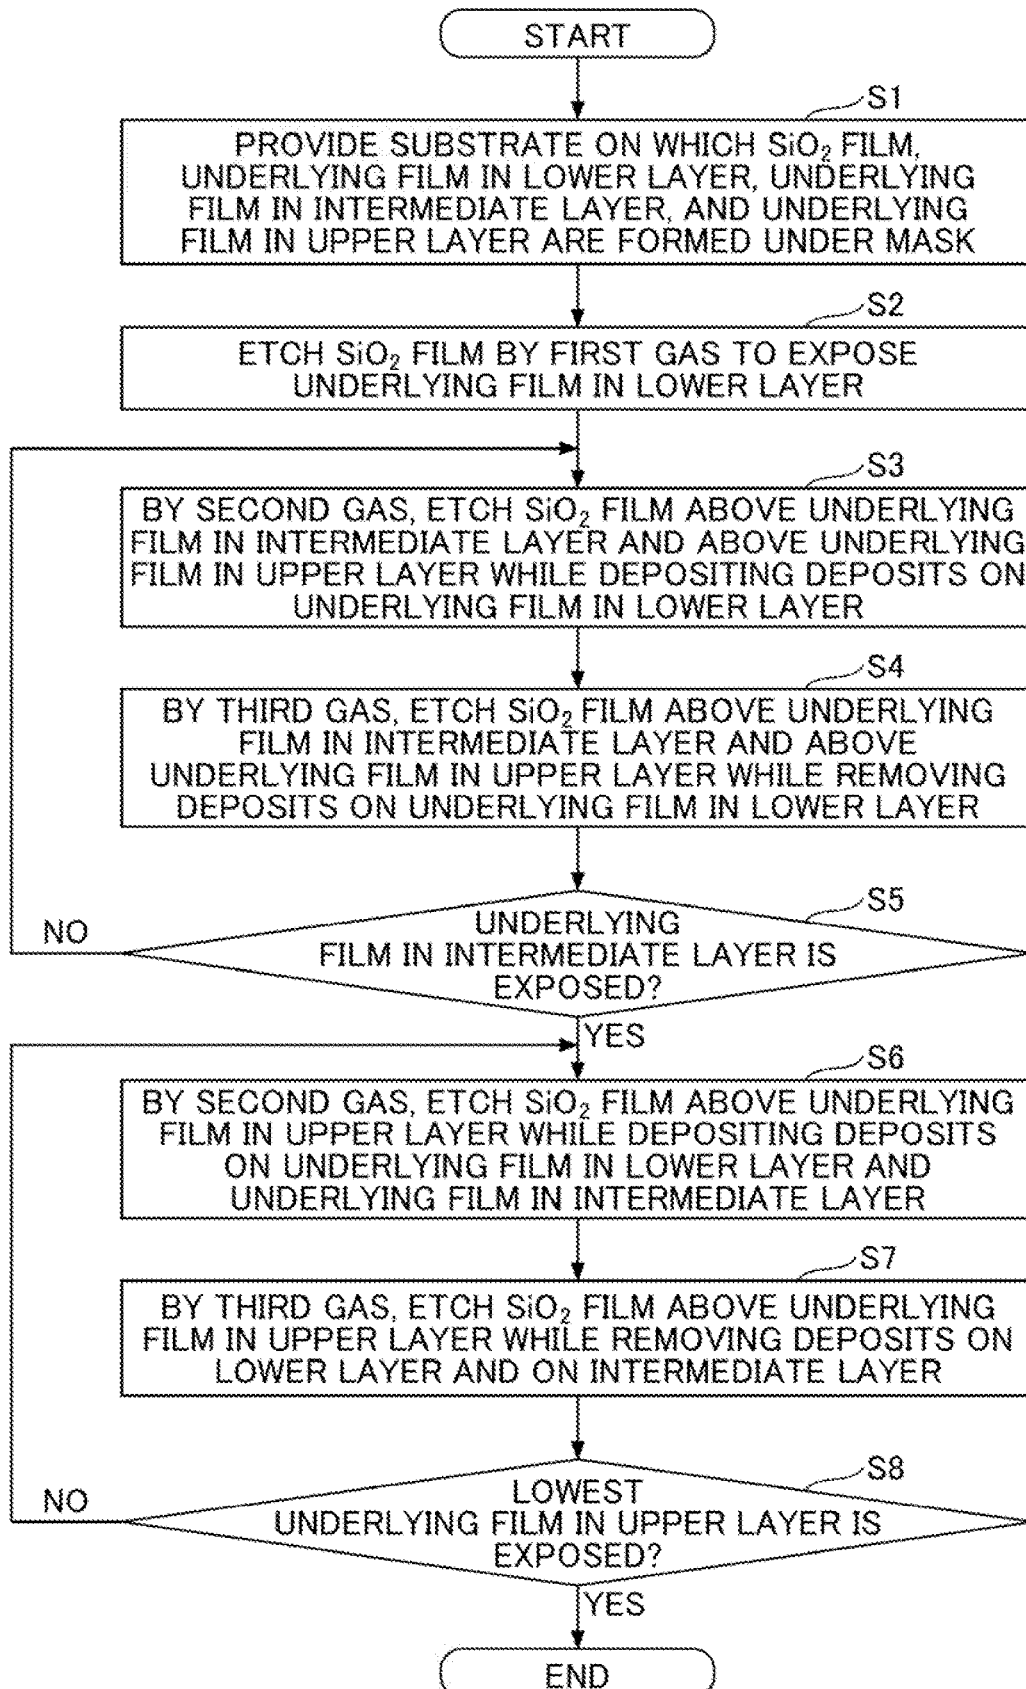 START
S1
PROVIDE SUBSTRATE ON WHICH SiO₂ FILM,
UNDERLYING FILM IN LOWER LAYER, UNDERLYING
FILM IN INTERMEDIATE LAYER, AND UNDERLYING
FILM IN UPPER LAYER ARE FORMED UNDER MASK
S2
ETCH SiO₂ FILM BY FIRST GAS TO EXPOSE
UNDERLYING FILM IN LOWER LAYER
S3
BY SECOND GAS, ETCH SiO₂ FILM ABOVE UNDERLYING
FILM IN INTERMEDIATE LAYER AND ABOVE UNDERLYING
FILM IN UPPER LAYER WHILE DEPOSITING DEPOSITS ON
UNDERLYING FILM IN LOWER LAYER
S4
BY THIRD GAS, ETCH SiO₂ FILM ABOVE UNDERLYING
FILM IN INTERMEDIATE LAYER AND ABOVE
UNDERLYING FILM IN UPPER LAYER WHILE REMOVING
DEPOSITS ON UNDERLYING FILM IN LOWER LAYER
S5
UNDERLYING
FILM IN INTERMEDIATE LAYER IS
EXPOSED?
NO
YES
S6
BY SECOND GAS, ETCH SiO₂ FILM ABOVE UNDERLYING
FILM IN UPPER LAYER WHILE DEPOSITING DEPOSITS
ON UNDERLYING FILM IN LOWER LAYER AND
UNDERLYING FILM IN INTERMEDIATE LAYER
S7
BY THIRD GAS, ETCH SiO₂ FILM ABOVE UNDERLYING
FILM IN UPPER LAYER WHILE REMOVING DEPOSITS ON
LOWER LAYER AND ON INTERMEDIATE LAYER
S8
LOWEST
UNDERLYING FILM IN UPPER LAYER IS
EXPOSED?
NO
YES
END